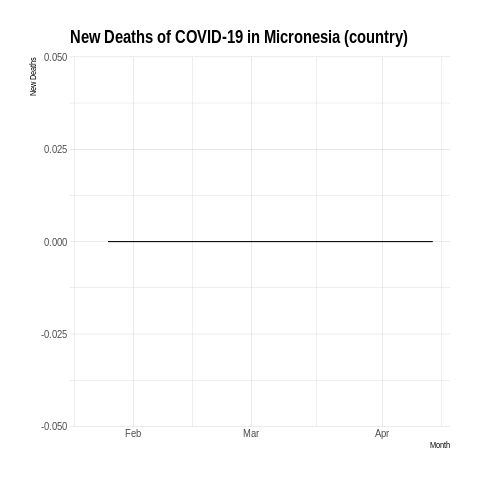 New Deaths of COVID-19 in Micronesia (country)
New Deaths
0.050
0.025
0.000
-0.025
-0.050
Feb Mar Apr
Month